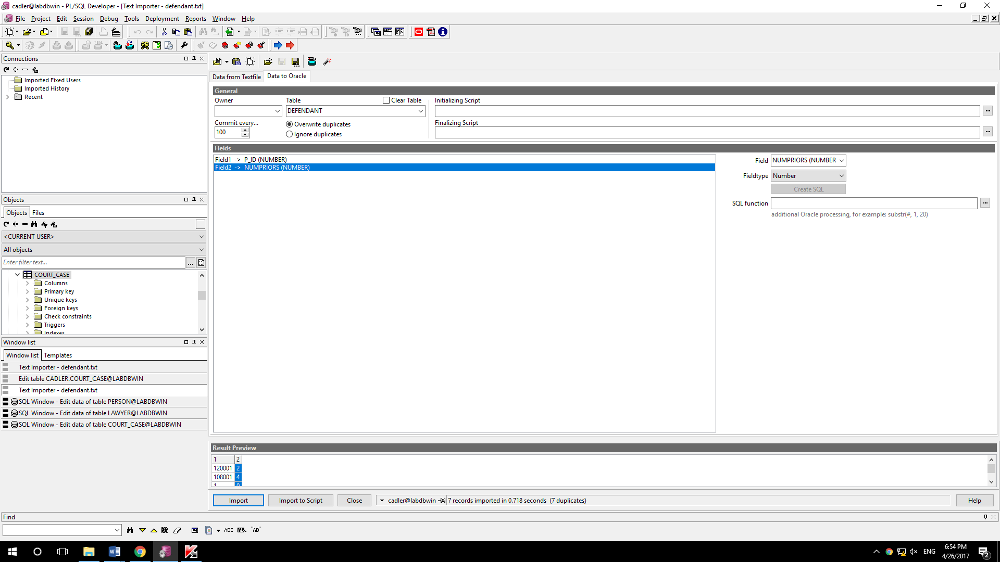 cadler@labdbwin - PL/SQL Developer - [Text Importer - defendant.txt]
File Project Edit Session Debug Tools Deployment Reports Window Help
Connections
Imported Fixed Users
Imported History
Recent
Objects
Objects Files
<CURRENT USER>
All objects
Enter filter text...
COURT_CASE
Columns
Primary key
Unique keys
Foreign keys
Check constraints
Triggers
Indexes
Window list
Window list Templates
Text Importer - defendant.txt
Edit table CADLER.COURT_CASE@LABDBWIN
Text Importer - defendant.txt
SQL Window - Edit data of table PERSON@LABDBWIN
SQL Window - Edit data of table LAWYER@LABDBWIN
SQL Window - Edit data of table COURT_CASE@LABDBWIN
Data from Textfile Data to Oracle
General
Owner Table Clear Table Initializing Script
DEFENDANT
Commit every... Overwrite duplicates Finalizing Script
100 Ignore duplicates
Fields
Field1 -> P_ID (NUMBER)
Field2 -> NUMPRIORS (NUMBER)
Field NUMPRIORS (NUMBER
Fieldtype Number
Create SQL
SQL function
additional Oracle processing, for example: substr(#, 1, 20)
Result Preview
1 2
120001 2
108001 4
1 0
Import Import to Script Close cadler@labdbwin 7 records imported in 0.718 seconds (7 duplicates) Help
Find
ABC "AB"
ENG 6:54 PM
4/26/2017 2